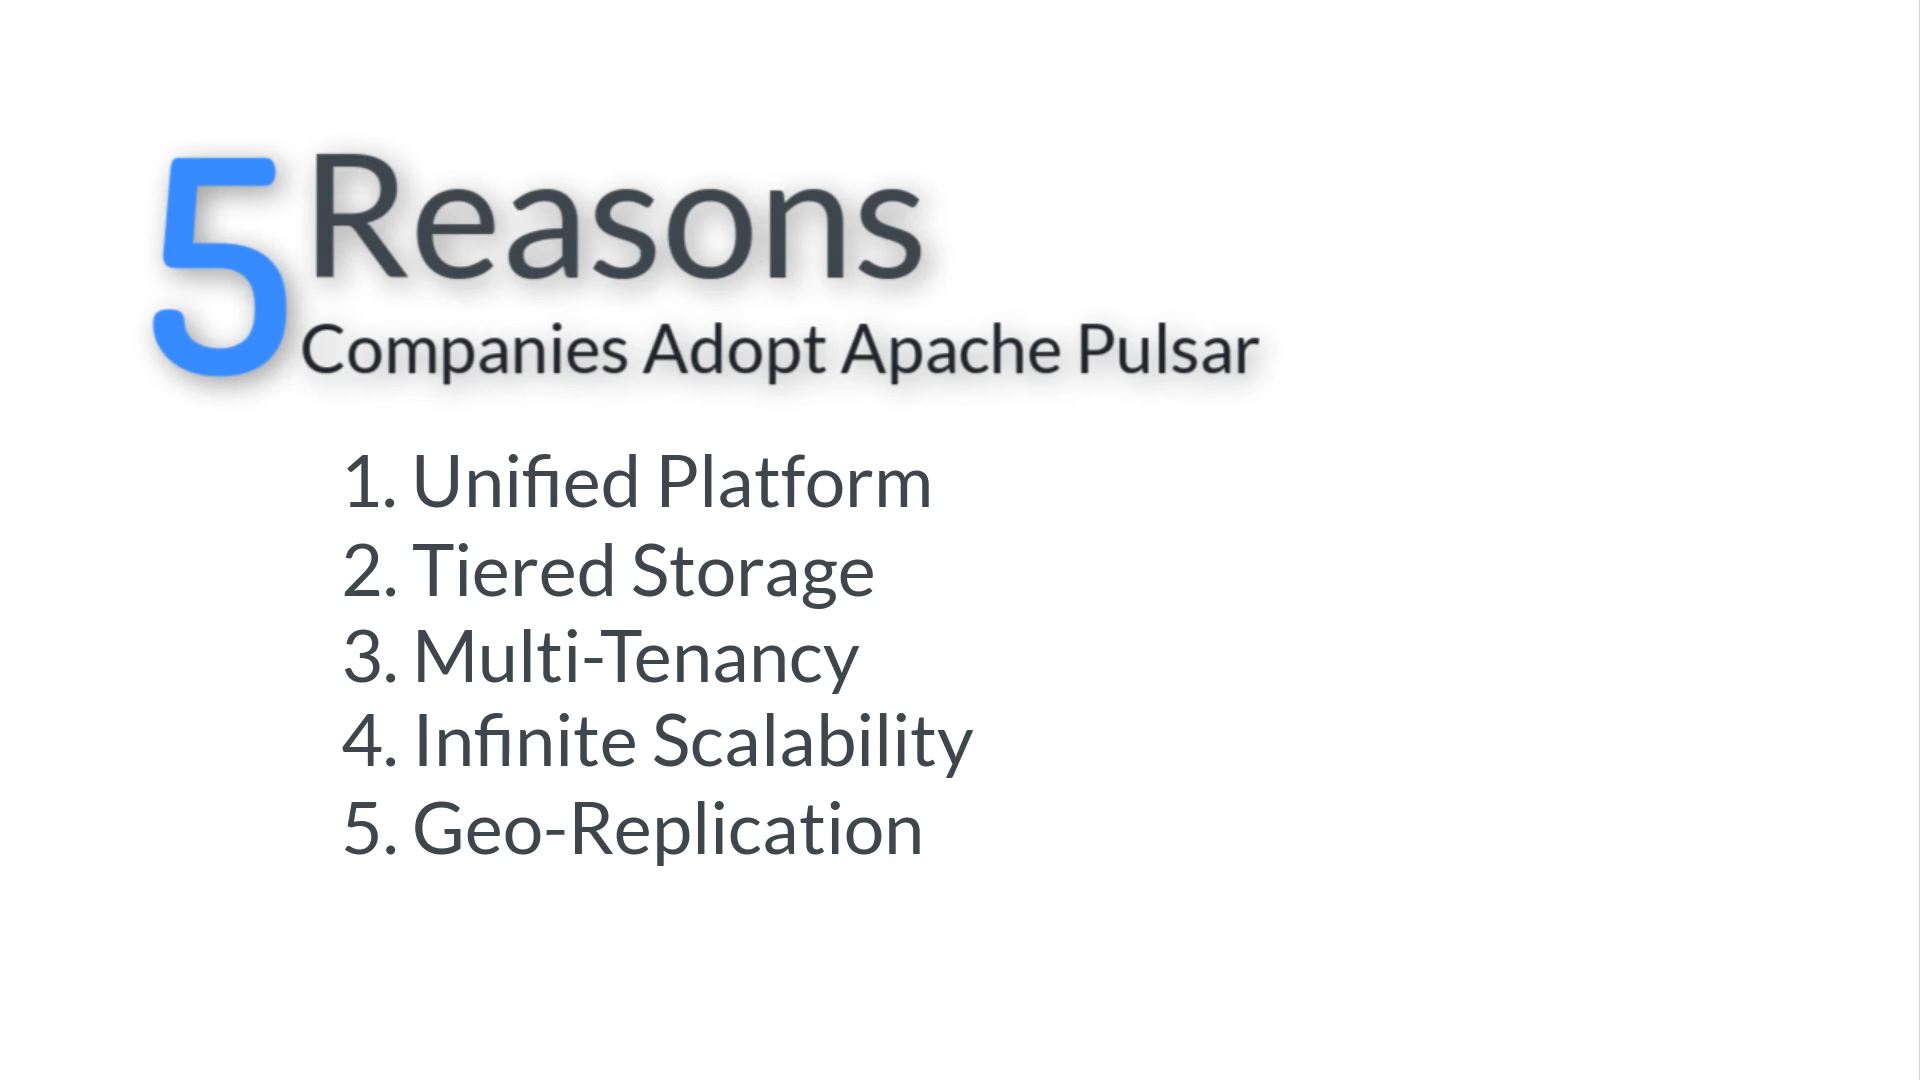 5 Reasons
Companies Adopt Apache Pulsar
1. Unified Platform
2. Tiered Storage
3. Multi-Tenancy
4. Infinite Scalability
5. Geo-Replication